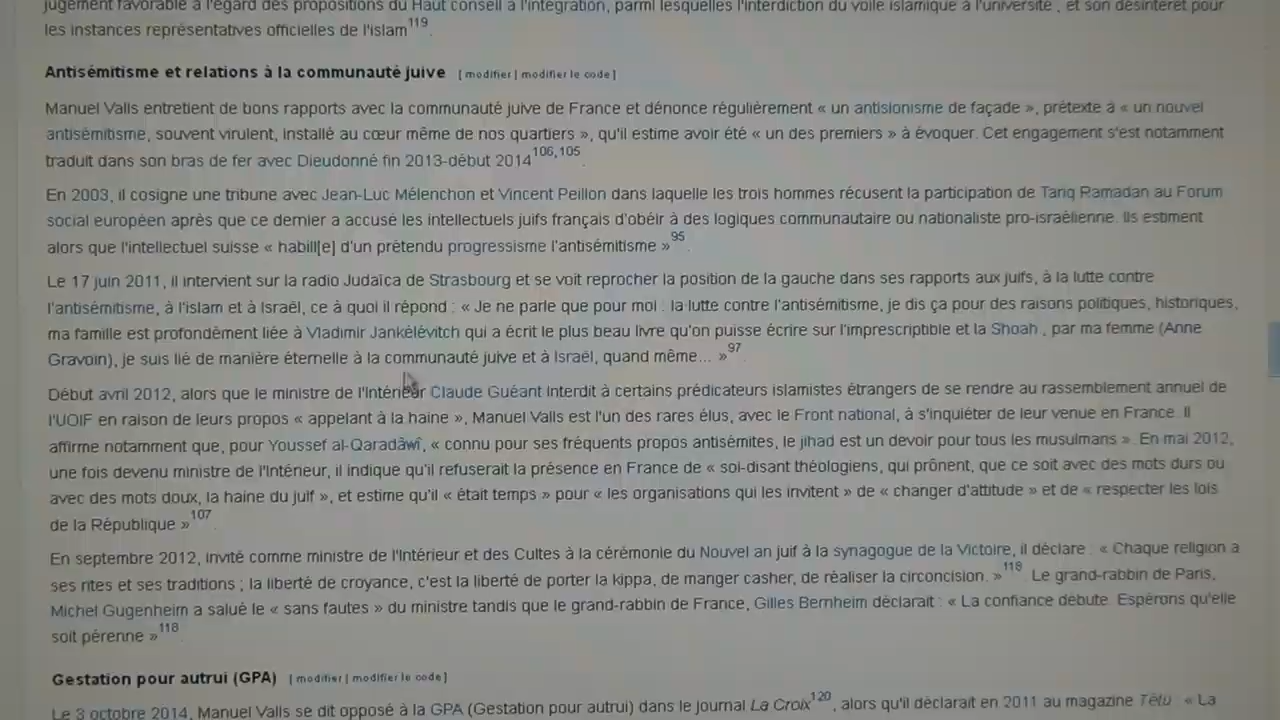 jugement favorable à l'égard des propositions du Haut conseil à l'intégration, parmi lesquelles l'interdiction du voile islamique à l'université ; et son désintérêt pour
les instances représentatives officielles de l'islam119.
Antisémitisme et relations à la communauté juive [ modifier | modifier le code ]
Manuel Valls entretient de bons rapports avec la communauté juive de France et dénonce régulièrement « un antisionisme de façade », prétexte à « un nouvel
antisémitisme, souvent virulent, installé au cœur même de nos quartiers », qu'il estime avoir été « un des premiers » à évoquer. Cet engagement s'est notamment
traduit dans son bras de fer avec Dieudonné fin 2013-début 2014106,105.
En 2003, il cosigne une tribune avec Jean-Luc Mélenchon et Vincent Peillon dans laquelle les trois hommes récusent la participation de Tariq Ramadan au Forum
social européen après que ce dernier a accusé les intellectuels juifs français d'obéir à des logiques communautaire ou nationaliste pro-israélienne. Ils estiment
alors que l'intellectuel suisse « habill[e] d'un prétendu progressisme l'antisémitisme »95.
Le 17 juin 2011, il intervient sur la radio Judaïca de Strasbourg et se voit reprocher la position de la gauche dans ses rapports aux juifs, à la lutte contre
l'antisémitisme, à l'islam et à Israël, ce à quoi il répond : « Je ne parle que pour moi : la lutte contre l'antisémitisme, je dis ça pour des raisons politiques, historiques,
ma famille est profondément liée à Vladimir Jankélévitch qui a écrit le plus beau livre qu'on puisse écrire sur l'imprescriptible et la Shoah , par ma femme (Anne
Gravoin), je suis lié de manière éternelle à la communauté juive et à Israël, quand même... »97.
Début avril 2012, alors que le ministre de l'Intérieur Claude Guéant interdit à certains prédicateurs islamistes étrangers de se rendre au rassemblement annuel de
l'UOIF en raison de leurs propos « appelant à la haine », Manuel Valls est l'un des rares élus, avec le Front national, à s'inquiéter de leur venue en France. Il
affirme notamment que, pour Youssef al-Qaradâwî, « connu pour ses fréquents propos antisémites, le jihad est un devoir pour tous les musulmans ». En mai 2012,
une fois devenu ministre de l'Intérieur, il indique qu'il refuserait la présence en France de « soi-disant théologiens, qui prônent, que ce soit avec des mots durs ou
avec des mots doux, la haine du juif », et estime qu'il « était temps » pour « les organisations qui les invitent » de « changer d'attitude » et de « respecter les lois
de la République »107.
En septembre 2012, invité comme ministre de l'Intérieur et des Cultes à la cérémonie du Nouvel an juif à la synagogue de la Victoire, il déclare : « Chaque religion a
ses rites et ses traditions ; la liberté de croyance, c'est la liberté de porter la kippa, de manger casher, de réaliser la circoncision. »118. Le grand-rabbin de Paris,
Michel Gugenheim a salué le « sans fautes » du ministre tandis que le grand-rabbin de France, Gilles Bernheim déclarait : « La confiance débute. Espérons qu'elle
soit pérenne »118.
Gestation pour autrui (GPA) [ modifier | modifier le code ]
Le 3 octobre 2014, Manuel Valls se dit opposé à la GPA (Gestation pour autrui) dans le journal La Croix120, alors qu'il déclarait en 2011 au magazine Têtu : « La